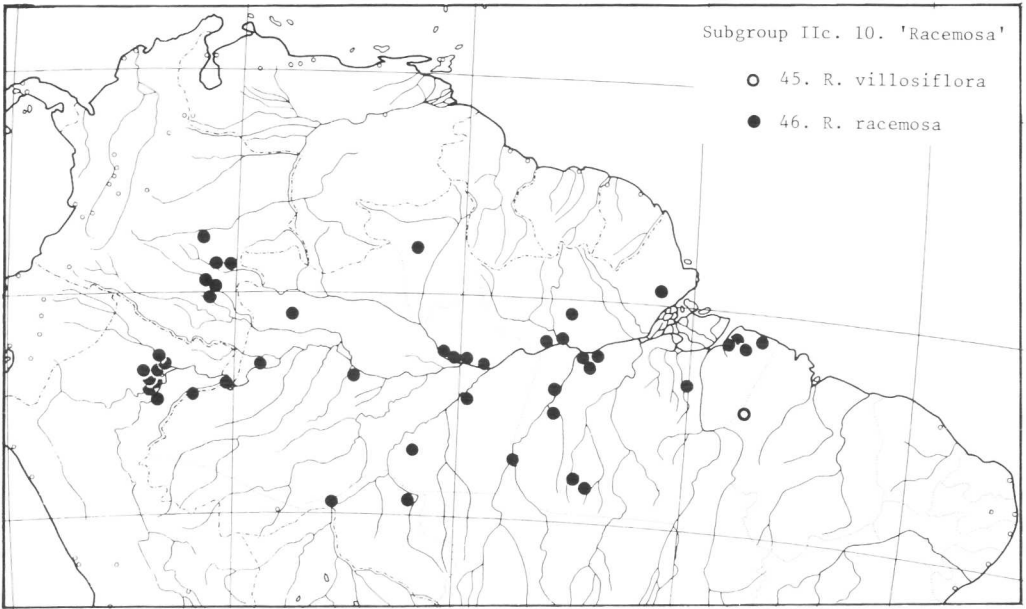 Subgroup IIc. 10. 'Racemosa'
45. R. villosiflora
46. R. racemosa